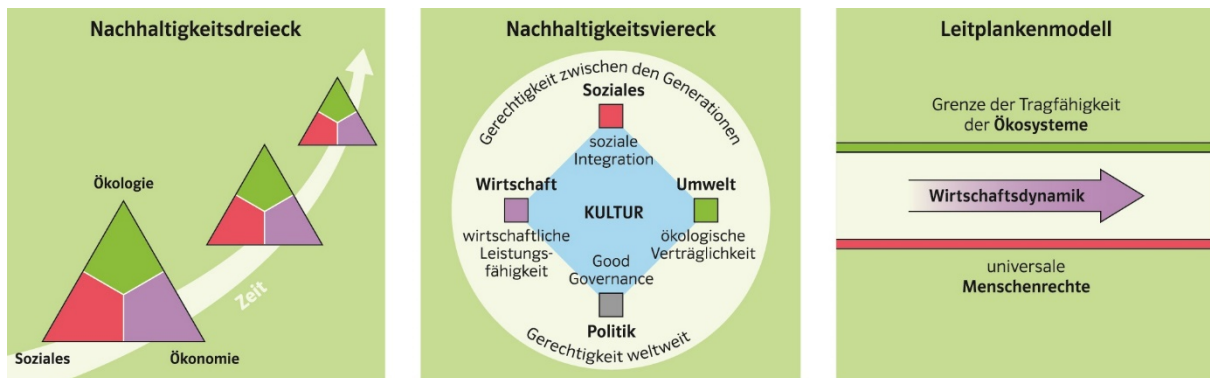 Nachhaltigkeitsdreieck
Ökologie
Zeit
Soziales
Ökonomie
Nachhaltigkeitsviereck
Gerechtigkeit zwischen den Generationen
Soziales
soziale
Integration
Wirtschaft
wirtschaftliche
Leistungs-
fähigkeit
KULTUR
Umwelt
ökologische
Verträglichkeit
Good
Governance
Politik
Gerechtigkeit weltweit
Leitplankenmodell
Grenze der Tragfähigkeit
der Ökosysteme
Wirtschaftsdynamik
universale
Menschenrechte